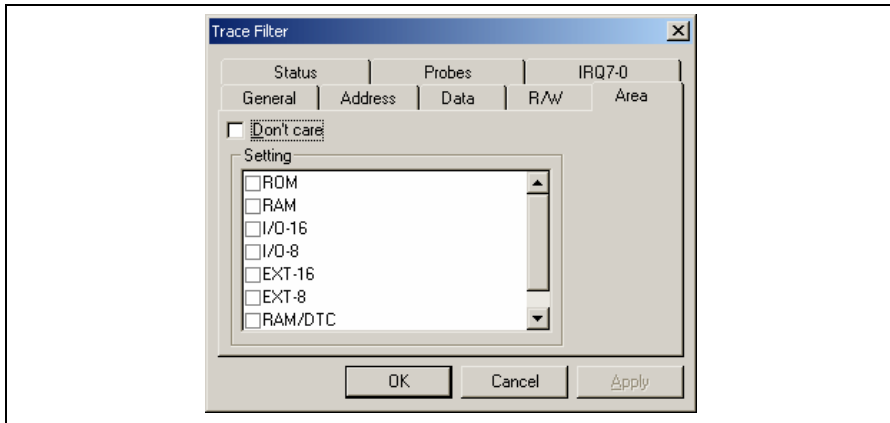 Trace Filter
Status Probes IRQ7-0
General Address Data R/W Area
Don't care
Setting
ROM
RAM
I/O-16
I/O-8
EXT-16
EXT-8
RAM/DTC
OK Cancel Apply